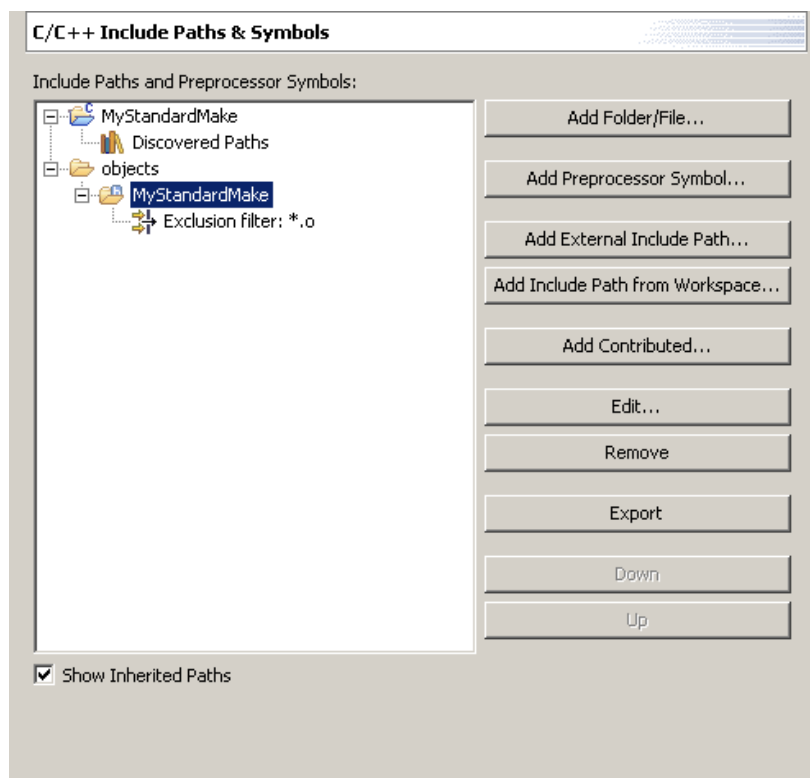 C/C++ Include Paths & Symbols
Include Paths and Preprocessor Symbols:
MyStandardMake
Discovered Paths
objects
MyStandardMake
Exclusion filter: *.o
Add Folder/File...
Add Preprocessor Symbol...
Add External Include Path...
Add Include Path from Workspace...
Add Contributed...
Edit...
Remove
Export
Down
Up
Show Inherited Paths